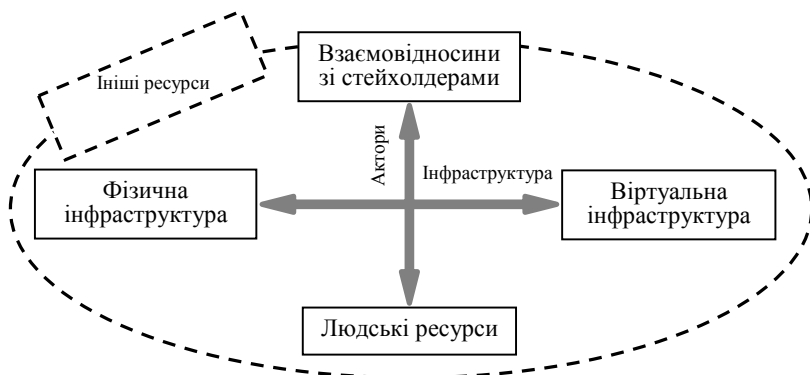 Взаємовідносини
зі стейхолдерами
Ініші ресурси
Актори
Інфраструктура
Фізична
інфраструктура
Віртуальна
інфраструктура
Людські ресурси